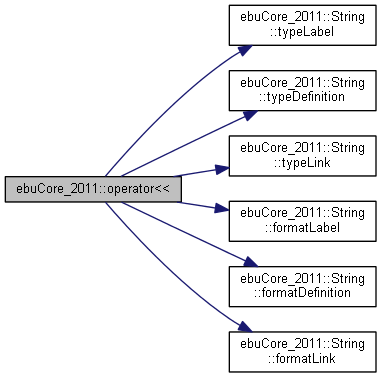 ebuCore_2011::String
::typeLabel
ebuCore_2011::String
::typeDefinition
ebuCore_2011::String
::typeLink
ebuCore_2011::operator<<
ebuCore_2011::String
::formatLabel
ebuCore_2011::String
::formatDefinition
ebuCore_2011::String
::formatLink